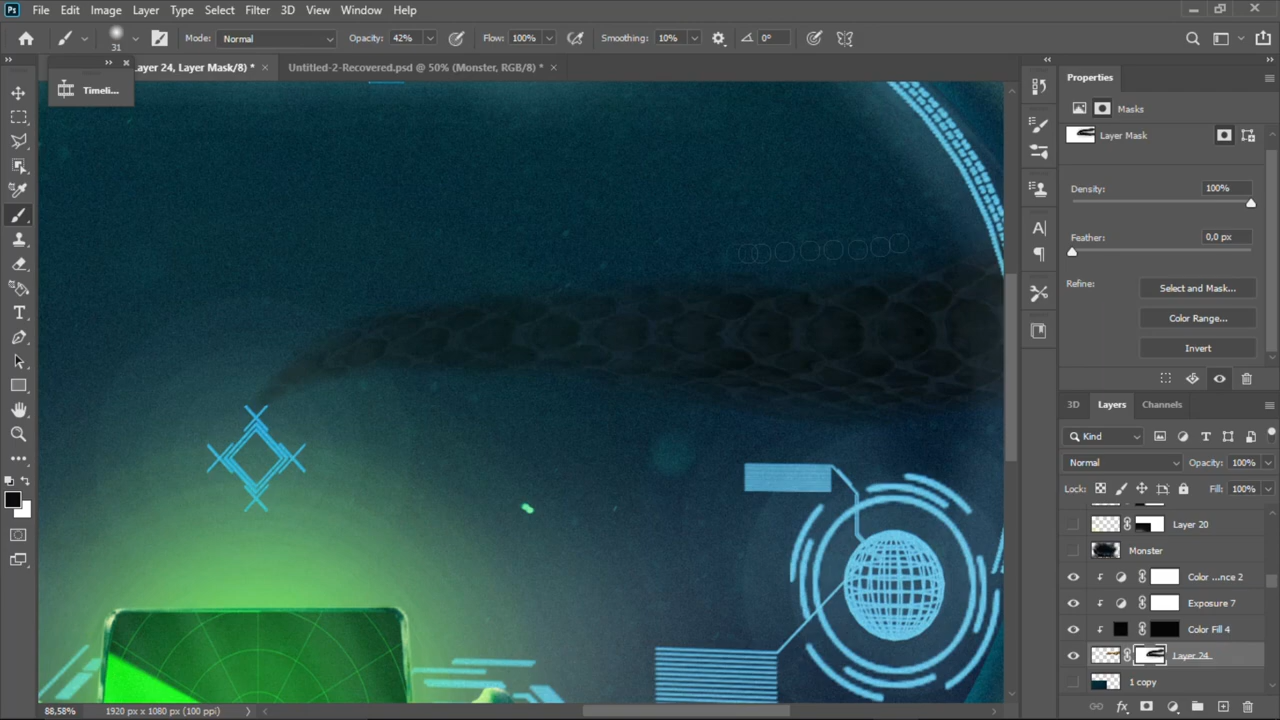 Ps File Edit Image Layer Type Select Filter 3D View Window Help
31 Mode: Normal Opacity: 42% Flow: 100% Smoothing: 10% 0°
ayer 24, Layer Mask/8) * × Untitled-2-Recovered.psd @ 50% (Monster, RGB/8) * ×
Timeli...
Properties
Masks
Layer Mask
Density: 100%
Feather: 0,0 px
Refine: Select and Mask...
Color Range...
Invert
3D Layers Channels
Kind
Normal Opacity: 100%
Lock: Fill: 100%
Layer 20
Monster
Color ...nce 2
Exposure 7
Color Fill 4
Layer 24
1 copy
88,58% 1920 px x 1080 px (100 ppi)